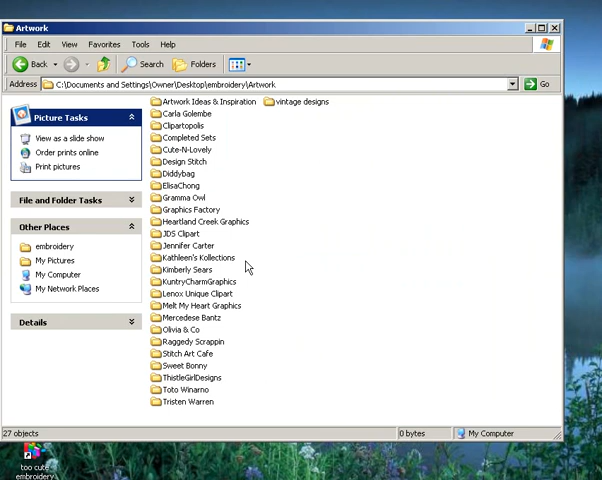 Artwork
File Edit View Favorites Tools Help
Back Search Folders
Address C:\Documents and Settings\Owner\Desktop\embroidery\Artwork Go
Picture Tasks
View as a slide show
Order prints online
Print pictures
File and Folder Tasks
Other Places
embroidery
My Pictures
My Computer
My Network Places
Details
Artwork Ideas & Inspiration
Carla Golembe
Clipartopolis
Completed Sets
Cute-N-Lovely
Design Stitch
Diddybag
ElisaChong
Gramma Owl
Graphics Factory
Heartland Creek Graphics
JDS Clipart
Jennifer Carter
Kathleen's Kollections
Kimberly Sears
KuntryCharmGraphics
Lenox Unique Clipart
Melt My Heart Graphics
Mercedese Bantz
Olivia & Co
Raggedy Scrappin
Stitch Art Cafe
Sweet Bonny
ThistleGirlDesigns
Toto Winarno
Tristen Warren
vintage designs
27 objects 0 bytes My Computer
too cute
embroidery